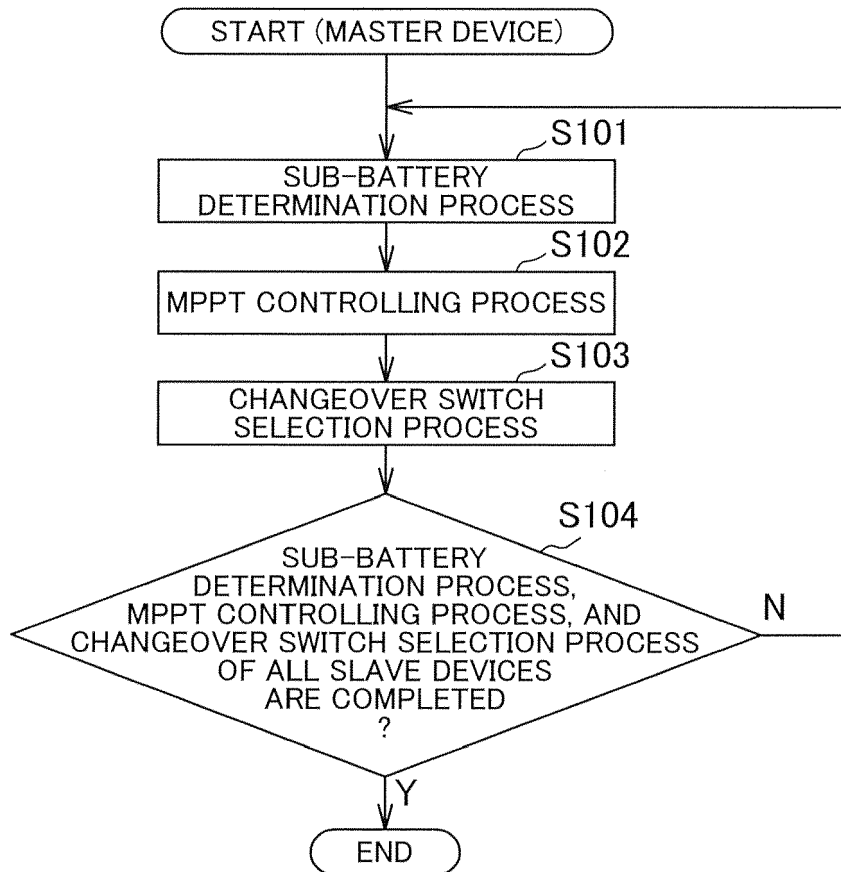 START (MASTER DEVICE)
S101
SUB-BATTERY
DETERMINATION PROCESS
S102
MPPT CONTROLLING PROCESS
S103
CHANGEOVER SWITCH
SELECTION PROCESS
S104
SUB-BATTERY
DETERMINATION PROCESS,
MPPT CONTROLLING PROCESS, AND
CHANGEOVER SWITCH SELECTION PROCESS
OF ALL SLAVE DEVICES
ARE COMPLETED
?
N
Y
END